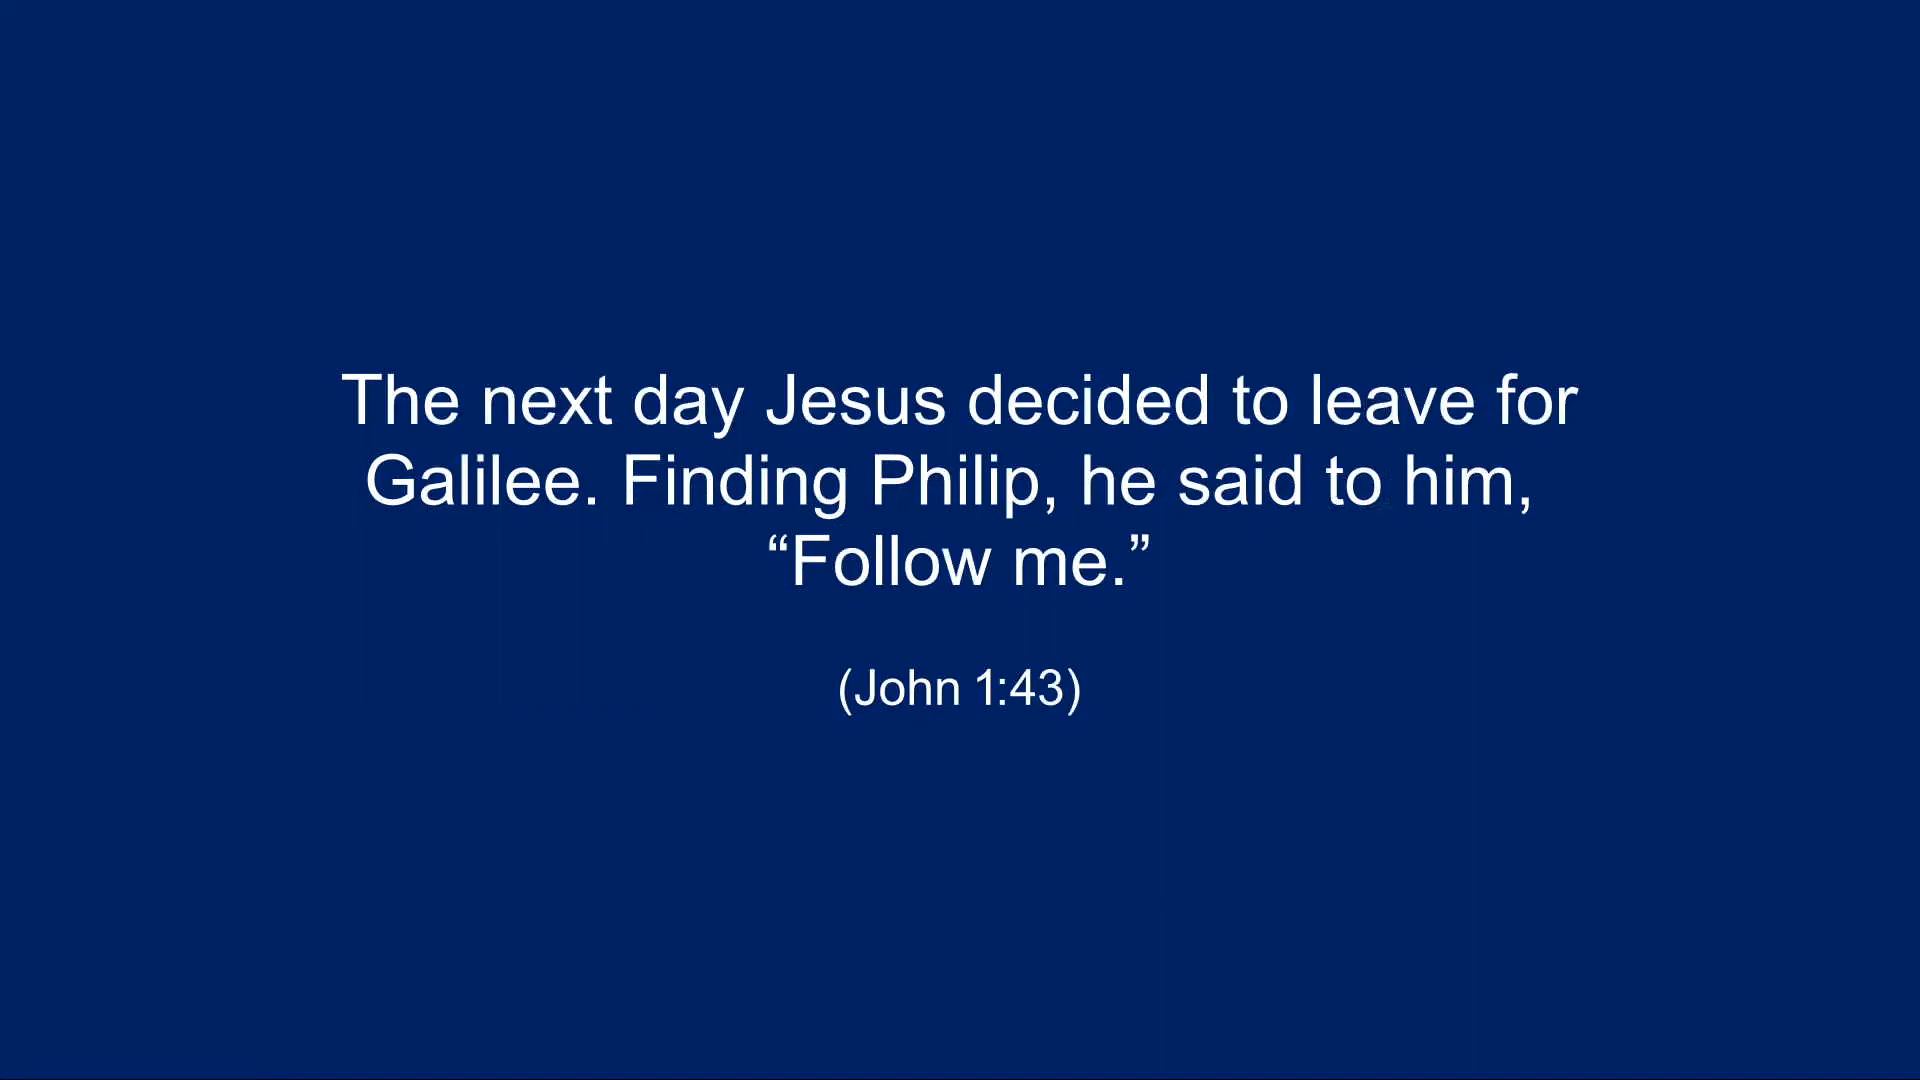 The next day Jesus decided to leave for
Galilee. Finding Philip, he said to him,
“Follow me.”
(John 1:43)